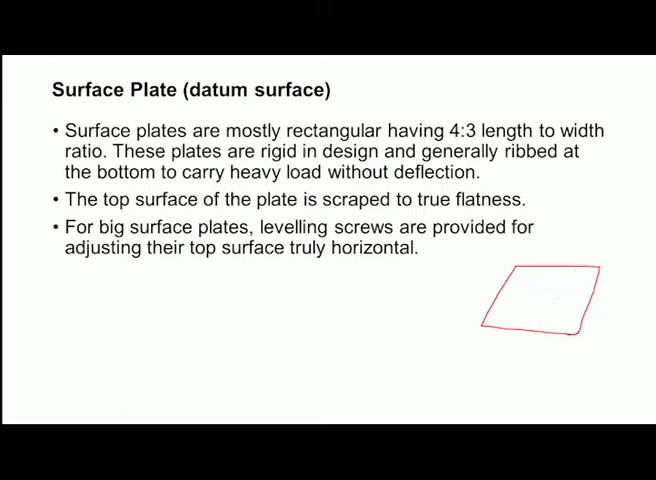 Surface Plate (datum surface)
• Surface plates are mostly rectangular having 4:3 length to width
ratio. These plates are rigid in design and generally ribbed at
the bottom to carry heavy load without deflection.
• The top surface of the plate is scraped to true flatness.
• For big surface plates, levelling screws are provided for
adjusting their top surface truly horizontal.